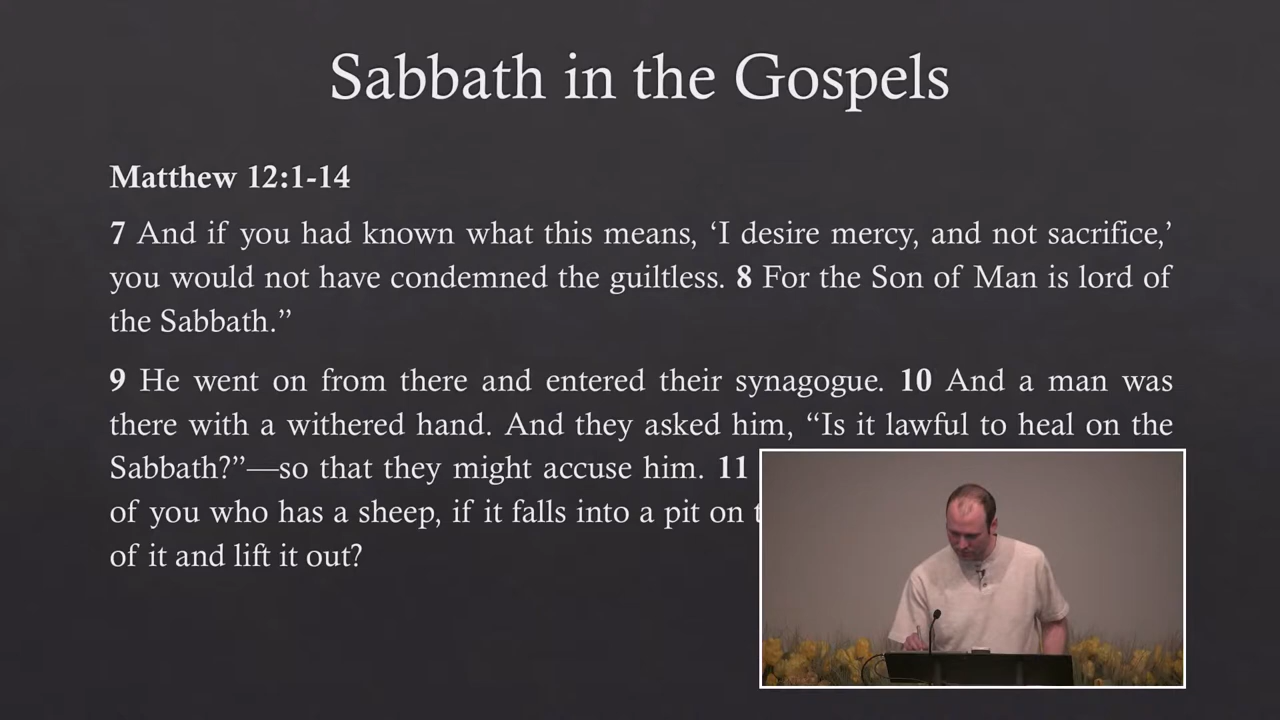 Sabbath in the Gospels
Matthew 12:1-14
7 And if you had known what this means, ‘I desire mercy, and not sacrifice,’
you would not have condemned the guiltless. 8 For the Son of Man is lord of
the Sabbath.”
9 He went on from there and entered their synagogue. 10 And a man was
there with a withered hand. And they asked him, “Is it lawful to heal on the
Sabbath?”—so that they might accuse him. 11
of you who has a sheep, if it falls into a pit on
of it and lift it out?